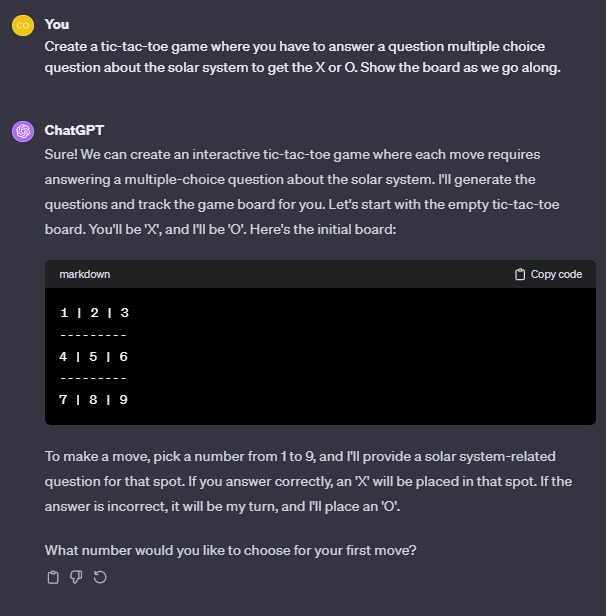 CO
You
Create a tic-tac-toe game where you have to answer a question multiple choice
question about the solar system to get the X or O. Show the board as we go along.
ChatGPT
Sure! We can create an interactive tic-tac-toe game where each move requires
answering a multiple-choice question about the solar system. I'll generate the
questions and track the game board for you. Let's start with the empty tic-tac-toe
board. You'll be 'X', and I'll be 'O'. Here's the initial board:
markdown Copy code
1 | 2 | 3
---------
4 | 5 | 6
---------
7 | 8 | 9
To make a move, pick a number from 1 to 9, and I'll provide a solar system-related
question for that spot. If you answer correctly, an 'X' will be placed in that spot. If the
answer is incorrect, it will be my turn, and I'll place an 'O'.
What number would you like to choose for your first move?